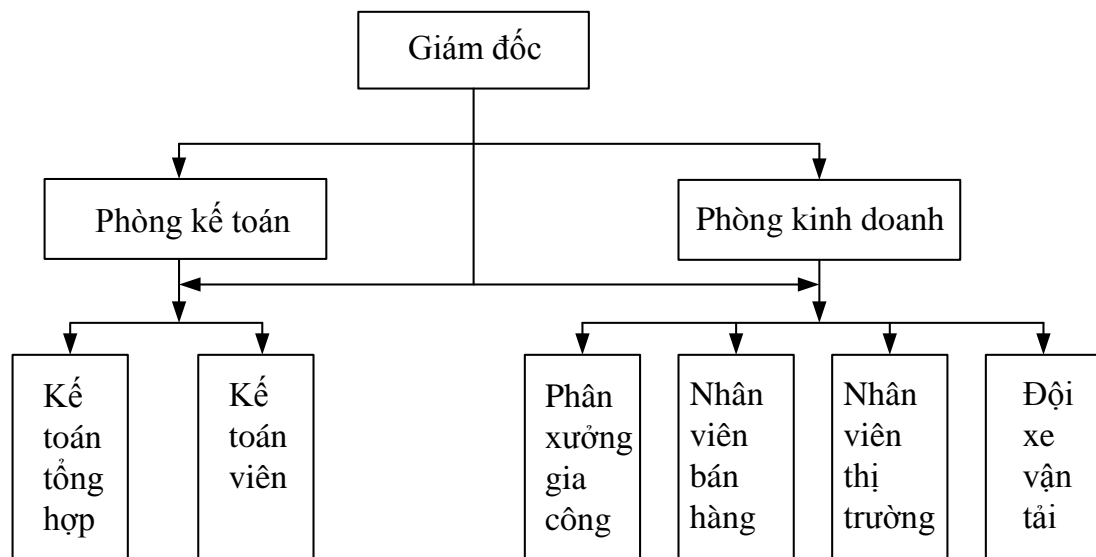 Giám đốc
Phòng kế toán
Phòng kinh doanh
Kế
toán
tổng
hợp
Kế
toán
viên
Phân
xưởng
gia
công
Nhân
viên
bán
hàng
Nhân
viên
thị
trường
Đội
xe
vận
tải